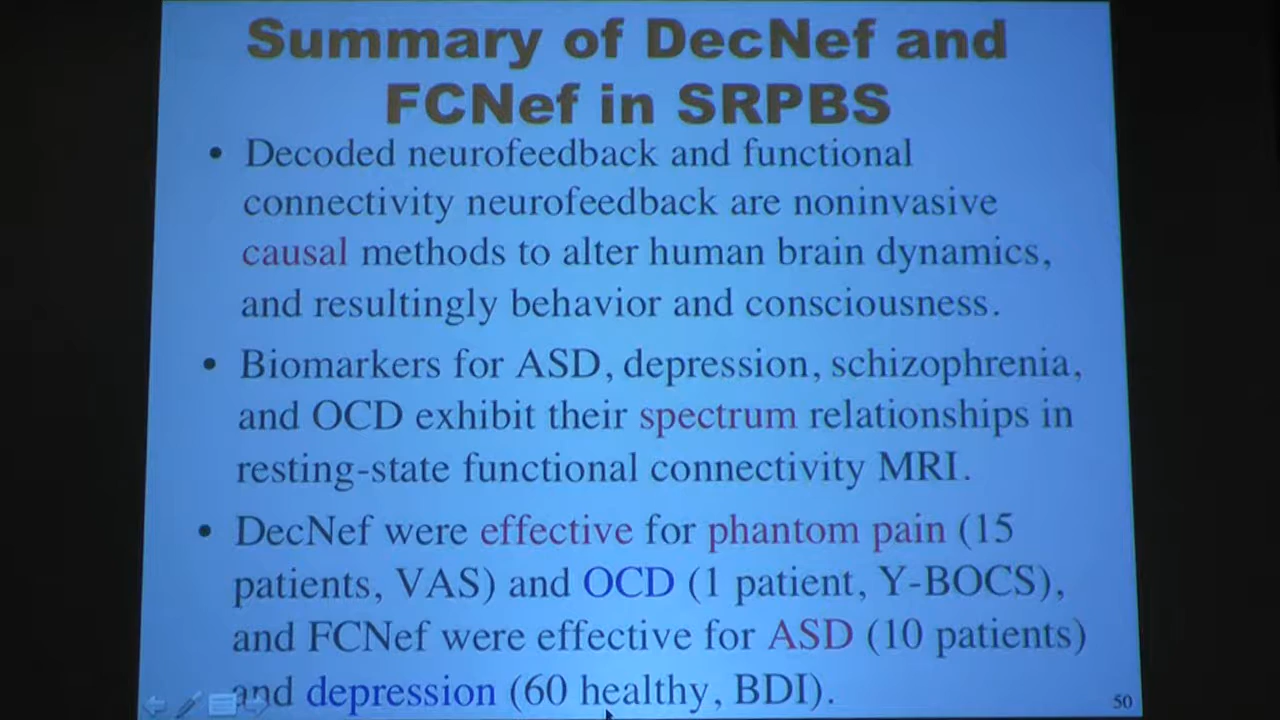 Summary of DecNef and
FCNef in SRPBS
• Decoded neurofeedback and functional
connectivity neurofeedback are noninvasive
causal methods to alter human brain dynamics,
and resultingly behavior and consciousness.
• Biomarkers for ASD, depression, schizophrenia,
and OCD exhibit their spectrum relationships in
resting-state functional connectivity MRI.
• DecNef were effective for phantom pain (15
patients, VAS) and OCD (1 patient, Y-BOCS),
and FCNef were effective for ASD (10 patients)
and depression (60 healthy, BDI).
50